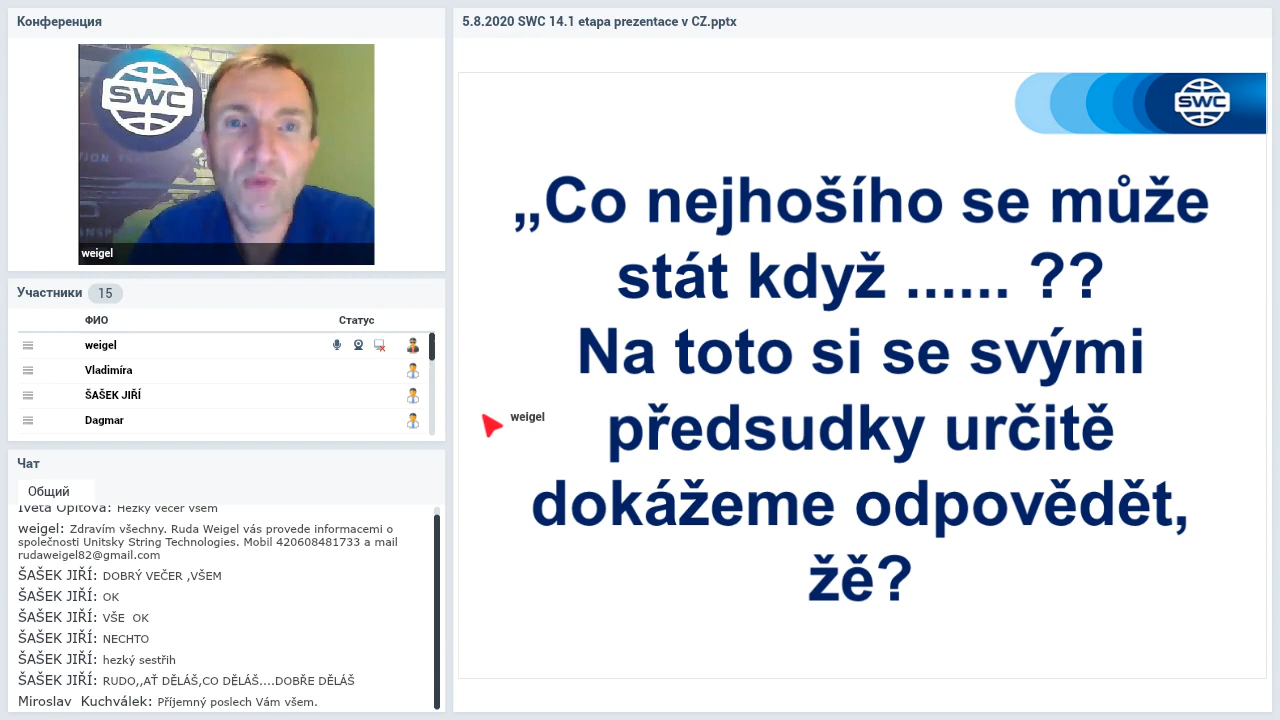 Конференция
SWC
weigel
Участники 15
ФИО Статус
weigel
Vladimíra
ŠAŠEK JIŘÍ
Dagmar
Чат
Общий
Iveta Opltová: Hezký večer všem
weigel: Zdravím všechny. Ruda Weigel vás provede informacemi o
společnosti Unitsky String Technologies. Mobil 420608481733 a mail
rudaweigel82@gmail.com
ŠAŠEK JIŘÍ: DOBRÝ VEČER ,VŠEM
ŠAŠEK JIŘÍ: OK
ŠAŠEK JIŘÍ: VŠE OK
ŠAŠEK JIŘÍ: NECHTO
ŠAŠEK JIŘÍ: hezký sestřih
ŠAŠEK JIŘÍ: RUDO,,AŤ DĚLÁŠ,CO DĚLÁŠ....DOBŘE DĚLÁŠ
Miroslav Kuchválek: Příjemný poslech Vám všem.
5.8.2020 SWC 14.1 etapa prezentace v CZ.pptx
SWC
„Co nejhošího se může
stát když ...... ??
Na toto si se svými
předsudky určitě
dokážeme odpovědět,
žě?
weigel